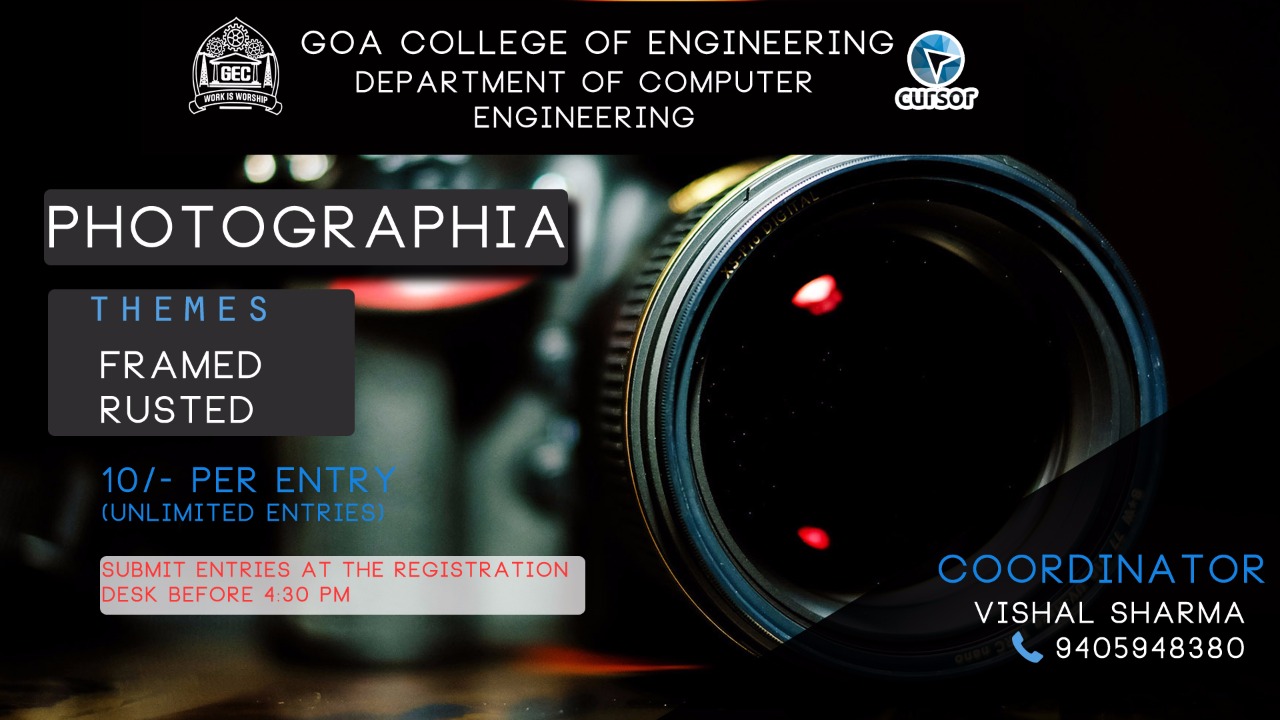 GOA COLLEGE OF ENGINEERING
DEPARTMENT OF COMPUTER
ENGINEERING
GEC
WORK IS WORSHIP
cursor
PHOTOGRAPHIA
THEMES
FRAMED
RUSTED
10/- PER ENTRY
(UNLIMITED ENTRIES)
SUBMIT ENTRIES AT THE REGISTRATION
DESK BEFORE 4:30 PM
DIGITAL
COORDINATOR
VISHAL SHARMA
9405948380